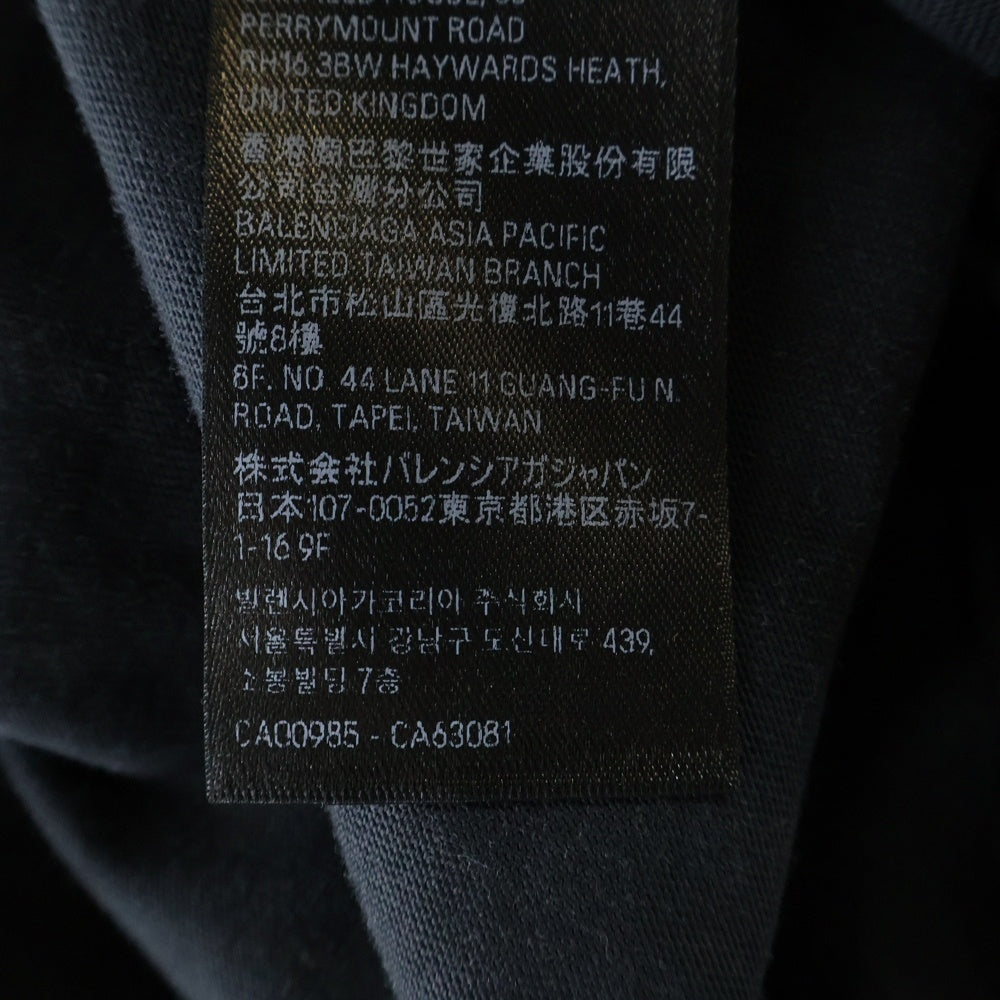 PERRYMOUNT ROAD
RH16 3BW HAYWARDS HEATH,
UNITED KINGDOM
香港商巴黎世家企業股份有限
公司台灣分公司
BALENCIAGA ASIA PACIFIC
LIMITED TAIWAN BRANCH
台北市松山區光復北路11巷44
號8樓
6F. NO. 44 LANE 11 GUANG-FU N.
ROAD, TAPEI, TAIWAN
株式会社バレンシアガジャパン
日本107-0052東京都港区赤坂7-
1-16 9F
발렌시아가코리아 주식회사
서울특별시 강남구 도산대로 439,
소봉빌딩 7층
CA00985 - CA63081